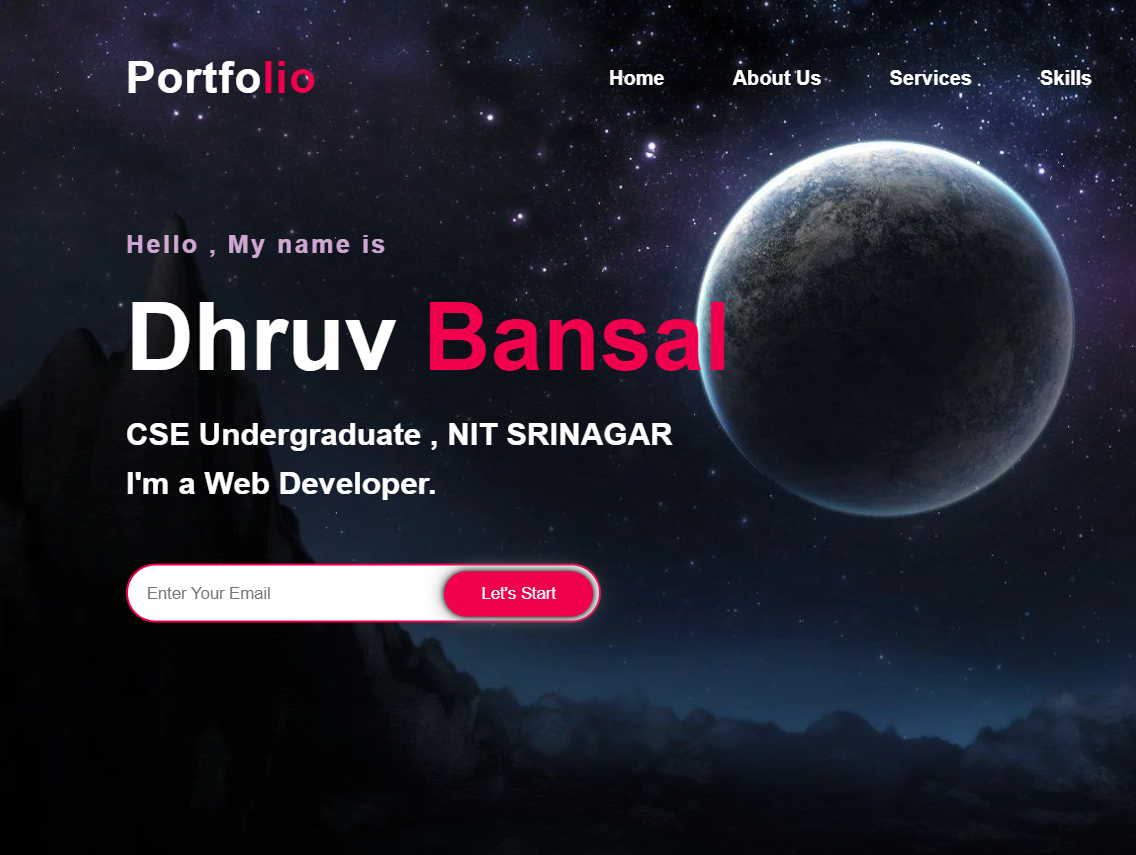 Portfolio
Home About Us Services Skills
Hello , My name is
Dhruv Bansal
CSE Undergraduate , NIT SRINAGAR
I'm a Web Developer.
Enter Your Email Let's Start